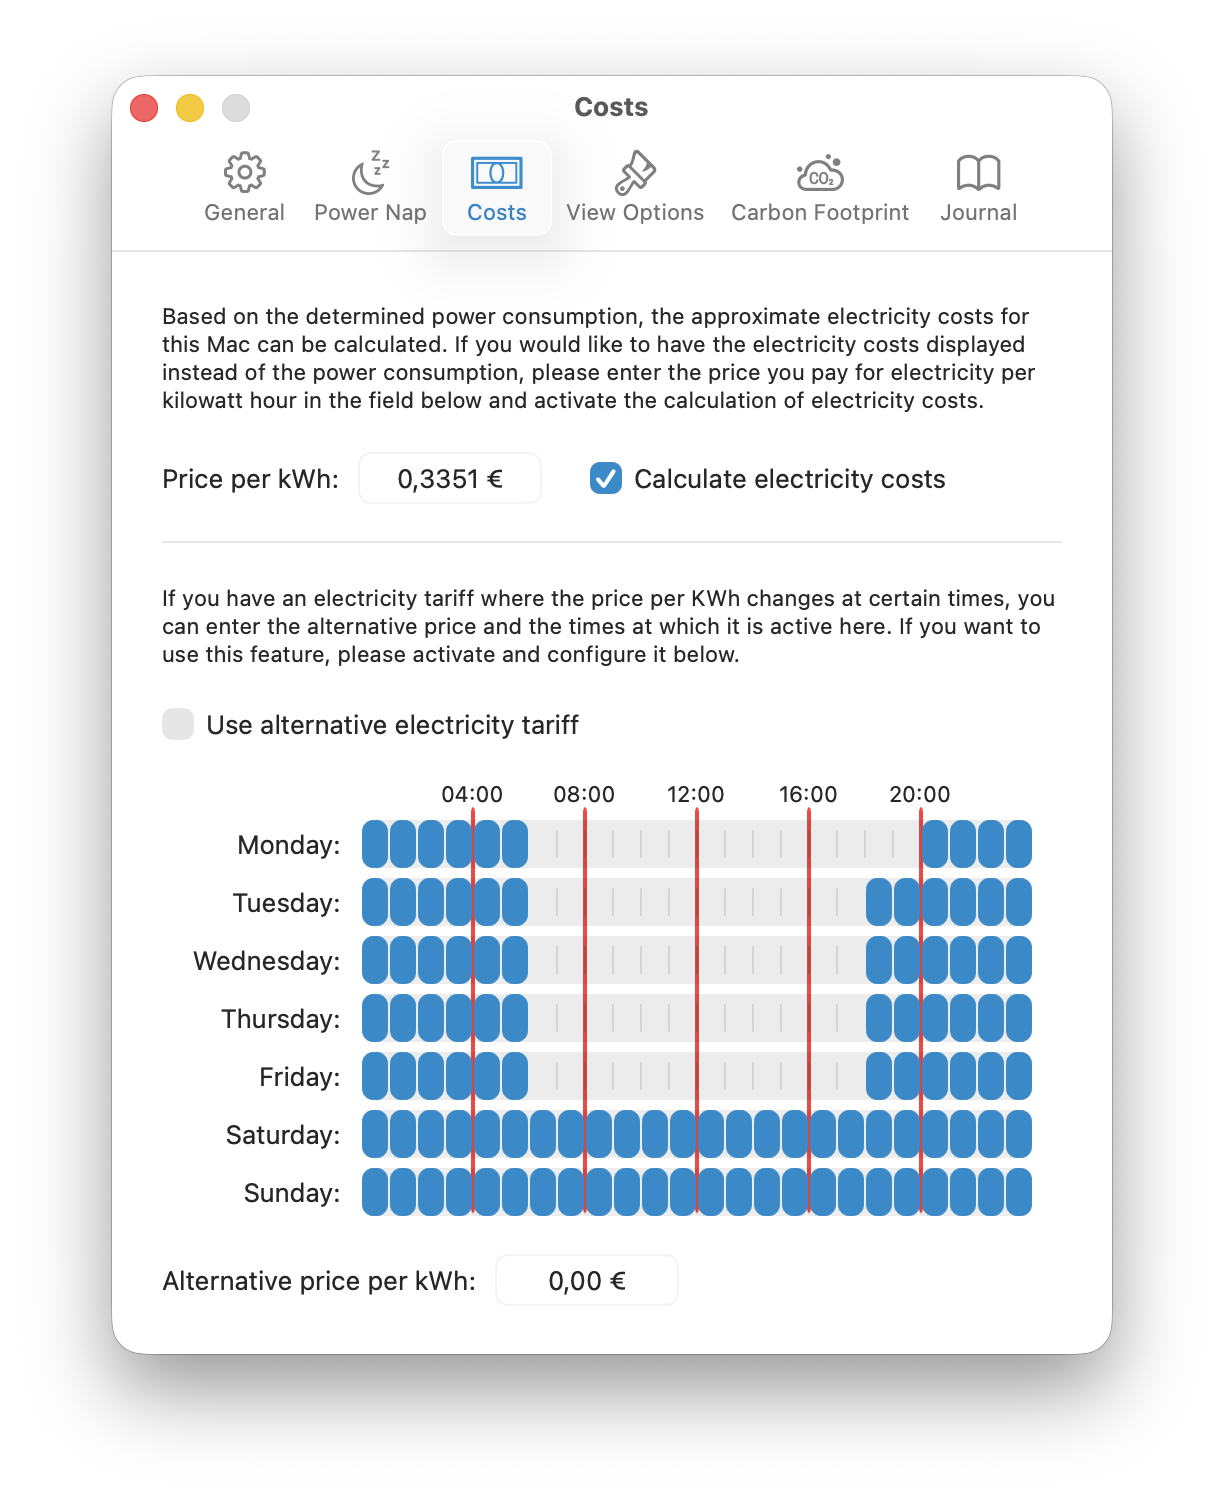 Costs
General
Power Nap
Costs
View Options
CO₂
Carbon Footprint
Journal
Based on the determined power consumption, the approximate electricity costs for
this Mac can be calculated. If you would like to have the electricity costs displayed
instead of the power consumption, please enter the price you pay for electricity per
kilowatt hour in the field below and activate the calculation of electricity costs.
Price per kWh: 0,3351 € Calculate electricity costs
If you have an electricity tariff where the price per KWh changes at certain times, you
can enter the alternative price and the times at which it is active here. If you want to
use this feature, please activate and configure it below.
Use alternative electricity tariff
04:00 08:00 12:00 16:00 20:00
Monday:
Tuesday:
Wednesday:
Thursday:
Friday:
Saturday:
Sunday:
Alternative price per kWh: 0,00 €